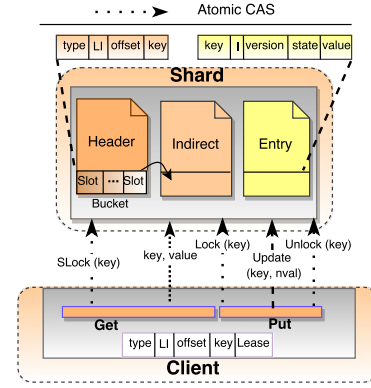 Atomic CAS
type LI offset key
key I version state value
Shard
Header
Indirect
Entry
Slot ... Slot
Bucket
SLock (key)
key, value
Lock (key)
Update
(key, nval)
Unlock (key)
Get
Put
type LI offset key Lease
Client